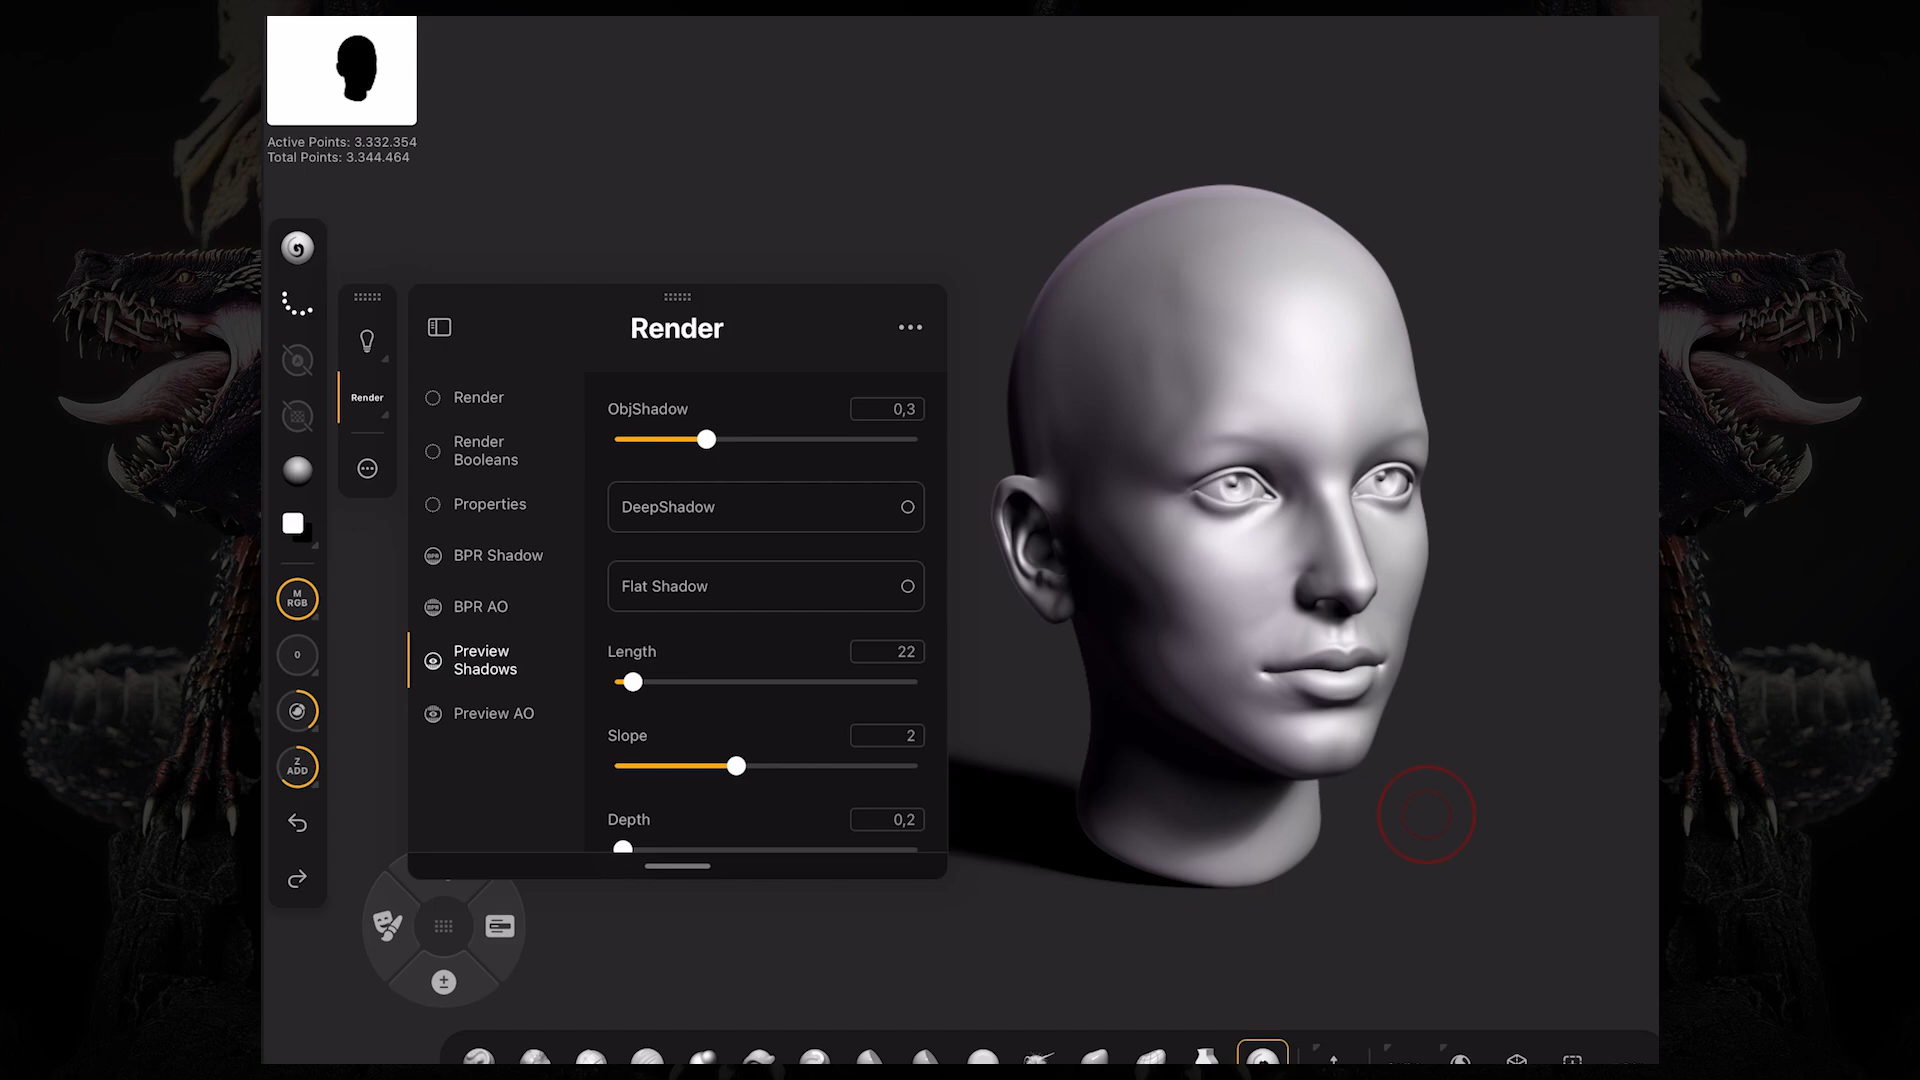 Active Points: 3.332.354
Total Points: 3.344.464
M
RGB
0
Z
ADD
Render
Render
Render
Render
Booleans
Properties
BPR
BPR Shadow
BPR
BPR AO
Preview
Shadows
Preview AO
ObjShadow
0,3
DeepShadow
Flat Shadow
Length
22
Slope
2
Depth
0,2